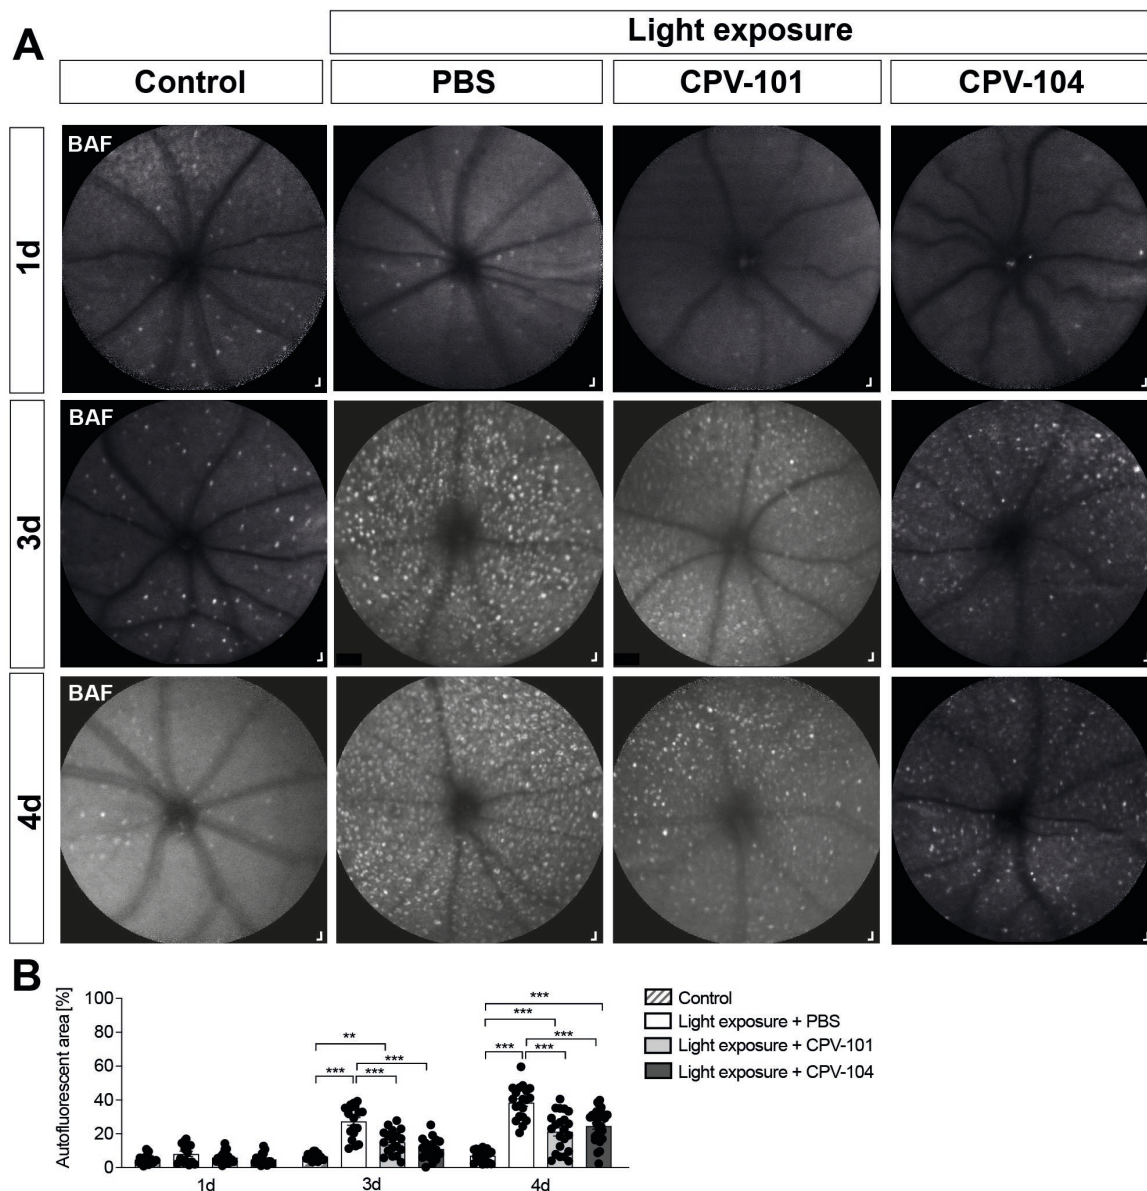 A
Light exposure
Control
PBS
CPV-101
CPV-104
1d
BAF
3d
BAF
4d
BAF
B
Autofluorescent area [%]
100
80
60
40
20
0
**
***
***
***
***
***
***
***
***
1d
3d
4d
Control
Light exposure + PBS
Light exposure + CPV-101
Light exposure + CPV-104